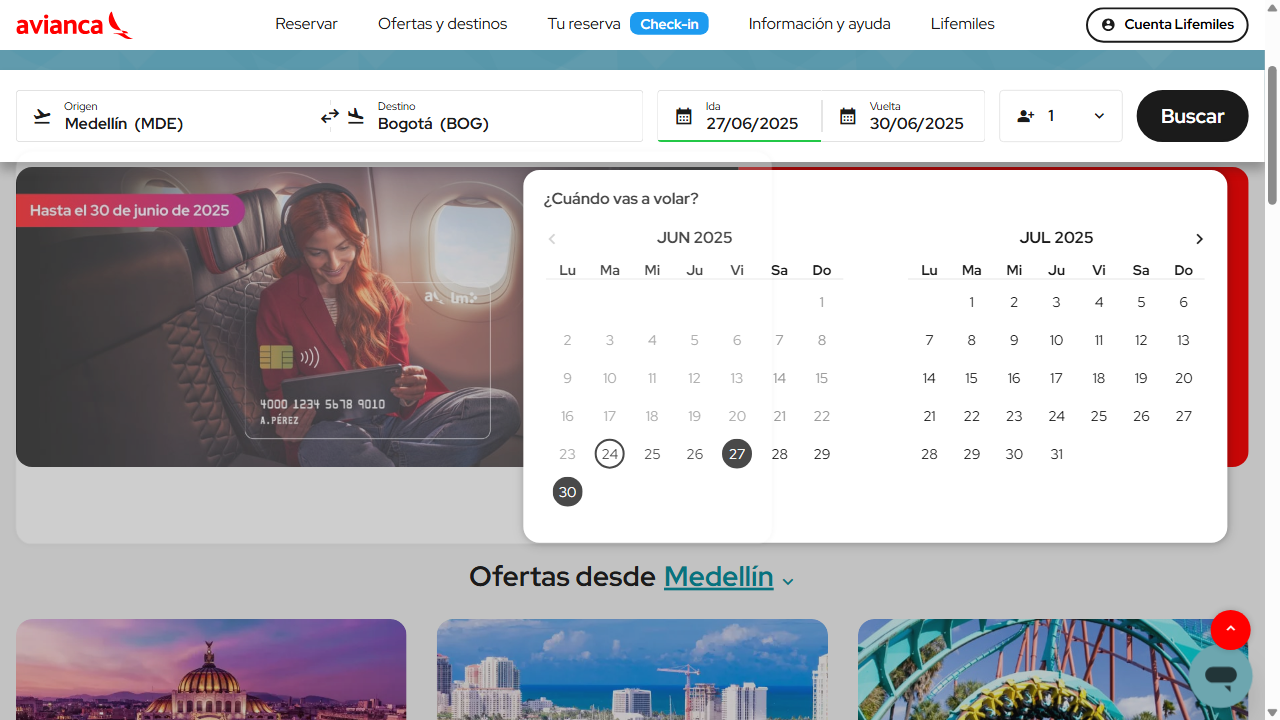 avianca
Reservar
Ofertas y destinos
Tu reserva
Check-in
Información y ayuda
Lifemiles
Cuenta Lifemiles
Origen
Medellín (MDE)
Destino
Bogotá (BOG)
Ida
27/06/2025
Vuelta
30/06/2025
1
Buscar
Hasta el 30 de junio de 2025
4000 1234 5678 9010
A.PÉREZ
¿Cuándo vas a volar?
JUN 2025
Lu Ma Mi Ju Vi Sa Do
1
2 3 4 5 6 7 8
9 10 11 12 13 14 15
16 17 18 19 20 21 22
23 24 25 26 27 28 29
30
JUL 2025
Lu Ma Mi Ju Vi Sa Do
1 2 3 4 5 6
7 8 9 10 11 12 13
14 15 16 17 18 19 20
21 22 23 24 25 26 27
28 29 30 31
Ofertas desde Medellín